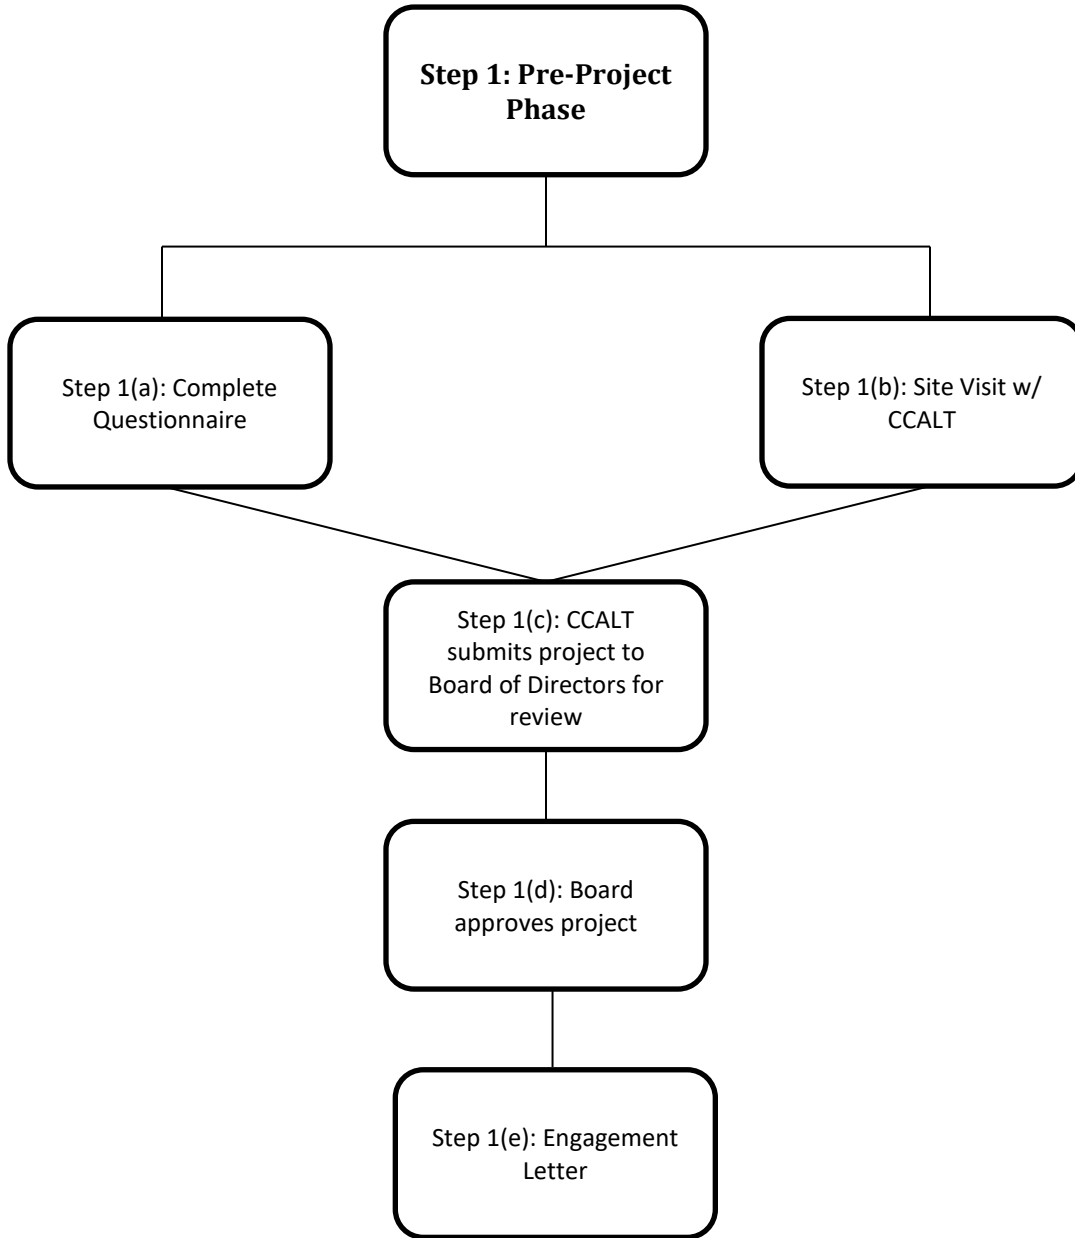 Step 1: Pre-Project
Phase
Step 1(a): Complete
Questionnaire
Step 1(b): Site Visit w/
CCALT
Step 1(c): CCALT
submits project to
Board of Directors for
review
Step 1(d): Board
approves project
Step 1(e): Engagement
Letter